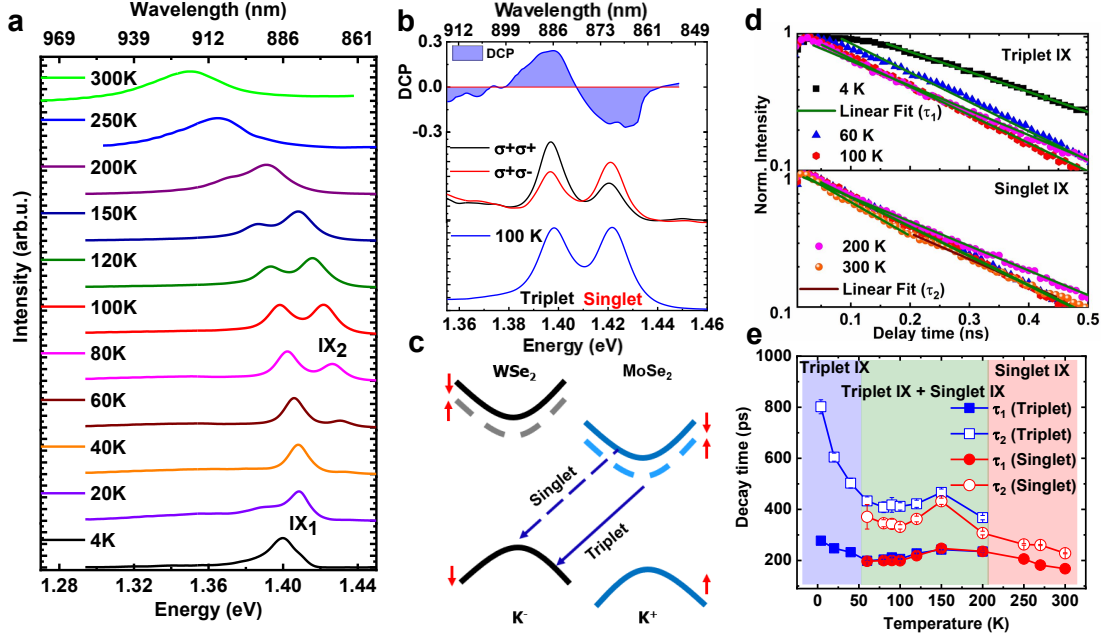 a
Wavelength (nm)
969 939 912 886 861
300K
250K
200K
150K
120K
100K
IX2
80K
60K
40K
20K
IX1
4K
Intensity (arb.u.)
1.28 1.32 1.36 1.40 1.44
Energy (eV)
b
Wavelength (nm)
912 899 886 873 861 849
0.3
0.0
-0.3
DCP
DCP
σ+σ+
σ+σ-
100 K
Triplet Singlet
1.36 1.38 1.40 1.42 1.44 1.46
Energy (eV)
c
WSe2 MoSe2
Singlet
Triplet
K- K+
d
1
Triplet IX
4 K
Linear Fit (τ1)
60 K
100 K
0.1
Norm. Intensity
Singlet IX
200 K
300 K
Linear Fit (τ2)
0.1
0.1 0.2 0.3 0.4 0.5
Delay time (ns)
e
1000
800
600
400
200
Decay time (ps)
Triplet IX
Singlet IX
Triplet IX + Singlet IX
τ1 (Triplet)
τ2 (Triplet)
τ1 (Singlet)
τ2 (Singlet)
0 50 100 150 200 250 300
Temperature (K)